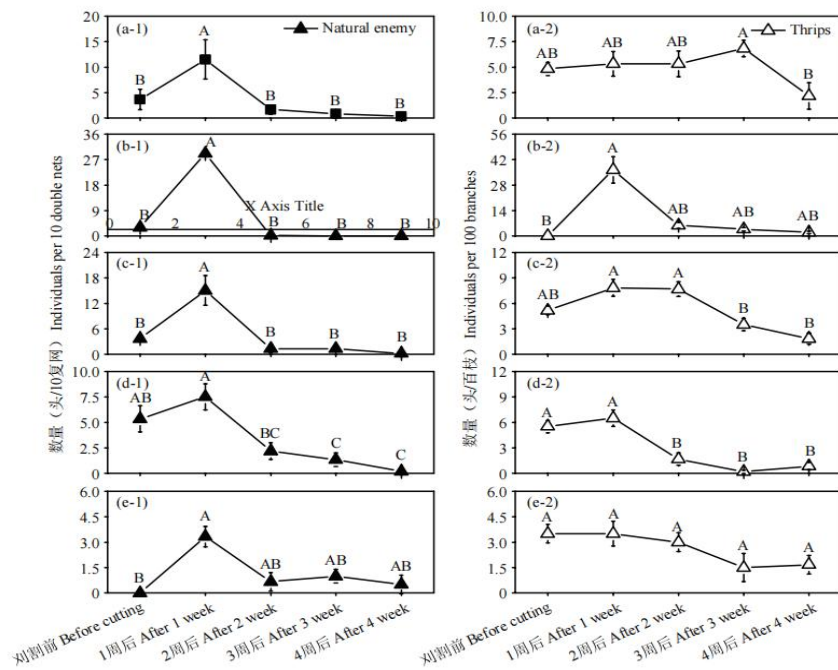 数量（头/10复网）Individuals per 10 double nets
(a-1)
Natural enemy
20
15
10
5
0
B
A
B
B
B
(b-1)
36
27
18
9
0
B
A
B
B
B
X Axis Title
0 2 4 6 8 10
(c-1)
24
18
12
6
0
B
A
B
B
B
(d-1)
10.0
7.5
5.0
2.5
0
AB
A
BC
C
C
(e-1)
6.0
4.5
3.0
1.5
0
B
A
AB
AB
AB
刈割前 Before cutting
1周后 After 1 week
2周后 After 2 week
3周后 After 3 week
4周后 After 4 week
数量（头/百枝）Individuals per 100 branches
(a-2)
Thrips
10.0
7.5
5.0
2.5
0
AB
AB
AB
A
B
(b-2)
56
42
28
14
0
B
A
AB
AB
AB
(c-2)
12
9
6
3
0
AB
A
A
B
B
(d-2)
12
9
6
3
0
A
A
B
B
B
(e-2)
6.0
4.5
3.0
1.5
0
A
A
A
A
A
刈割前 Before cutting
1周后 After 1 week
2周后 After 2 week
3周后 After 3 week
4周后 After 4 week